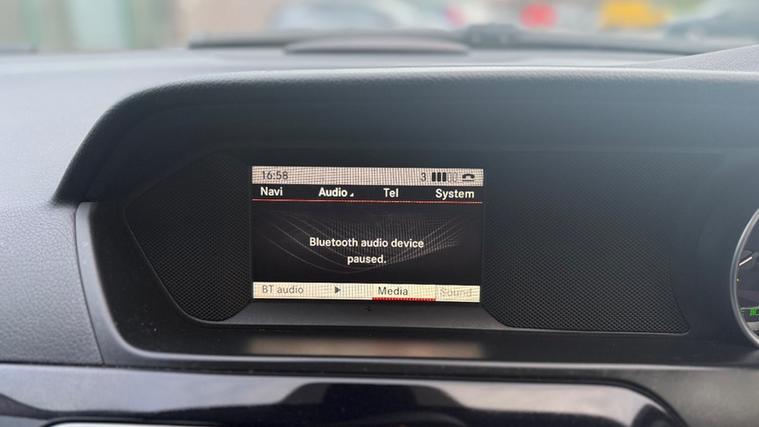 16:58 3
Navi Audio Tel System
Bluetooth audio device
paused.
BT audio Media Sound